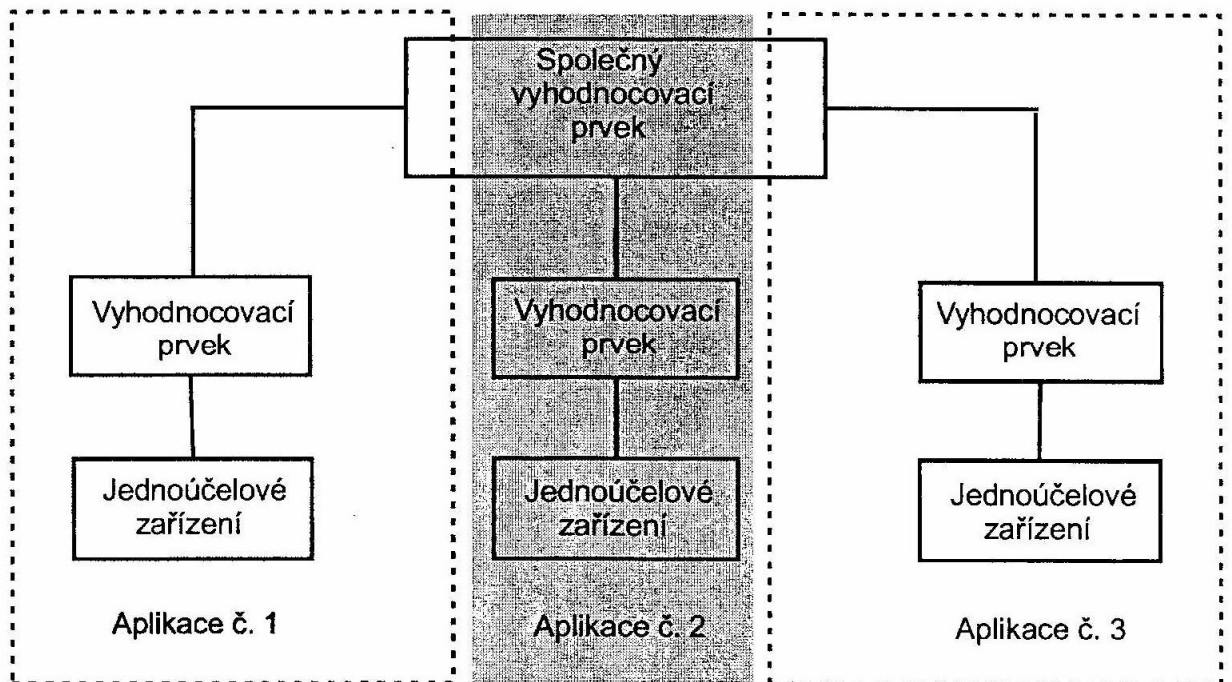 Společný
vyhodnocovací
prvek
Vyhodnocovací
prvek
Vyhodnocovací
prvek
Vyhodnocovací
prvek
Jednoúčelové
zařízení
Jednoúčelové
zařízení
Jednoúčelové
zařízení
Aplikace č. 1
Aplikace č. 2
Aplikace č. 3